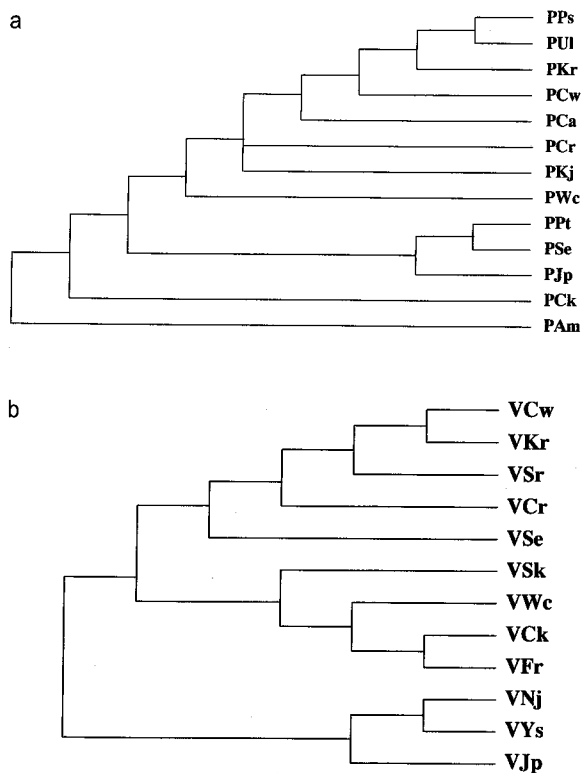 a
PPs
PUl
PKr
PCw
PCa
PCr
PKj
PWc
PPt
PSe
PJp
PCk
PAm
b
VCw
VKr
VSr
VCr
VSe
VSk
VWc
VCk
VFr
VNj
VYs
VJp